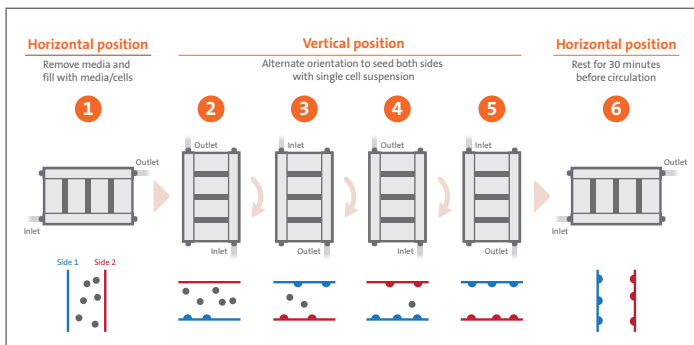 Horizontal position
Remove media and
fill with media/cells
Vertical position
Alternate orientation to seed both sides
with single cell suspension
Horizontal position
Rest for 30 minutes
before circulation
1
2
3
4
5
6
Outlet
Inlet
Outlet
Inlet
Inlet
Outlet
Outlet
Inlet
Inlet
Outlet
Outlet
Inlet
Side 1
Side 2